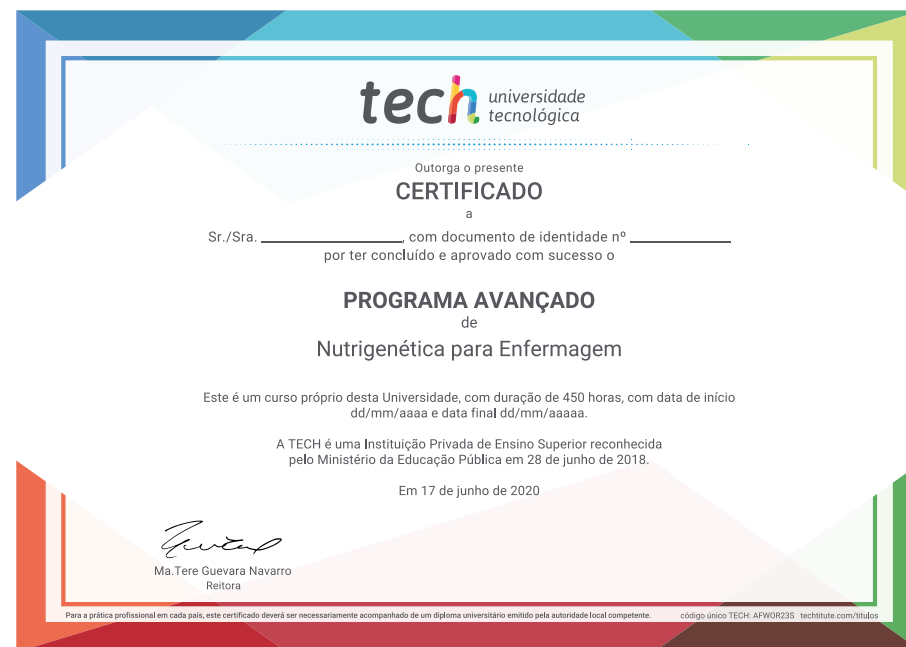 tech universidade
tecnológica
Outorga o presente
CERTIFICADO
a
Sr./Sra. _________________, com documento de identidade nº ____________
por ter concluído e aprovado com sucesso o
PROGRAMA AVANÇADO
de
Nutrigenética para Enfermagem
Este é um curso próprio desta Universidade, com duração de 450 horas, com data de início
dd/mm/aaaa e data final dd/mm/aaaaa.
A TECH é uma Instituição Privada de Ensino Superior reconhecida
pelo Ministério da Educação Pública em 28 de junho de 2018.
Em 17 de junho de 2020
Ma.Tere Guevara Navarro
Reitora
Para a prática profissional em cada país, este certificado deverá ser necessariamente acompanhado de um diploma universitário emitido pela autoridade local competente. código único TECH: AFWOR23S techtitute.com/titulos